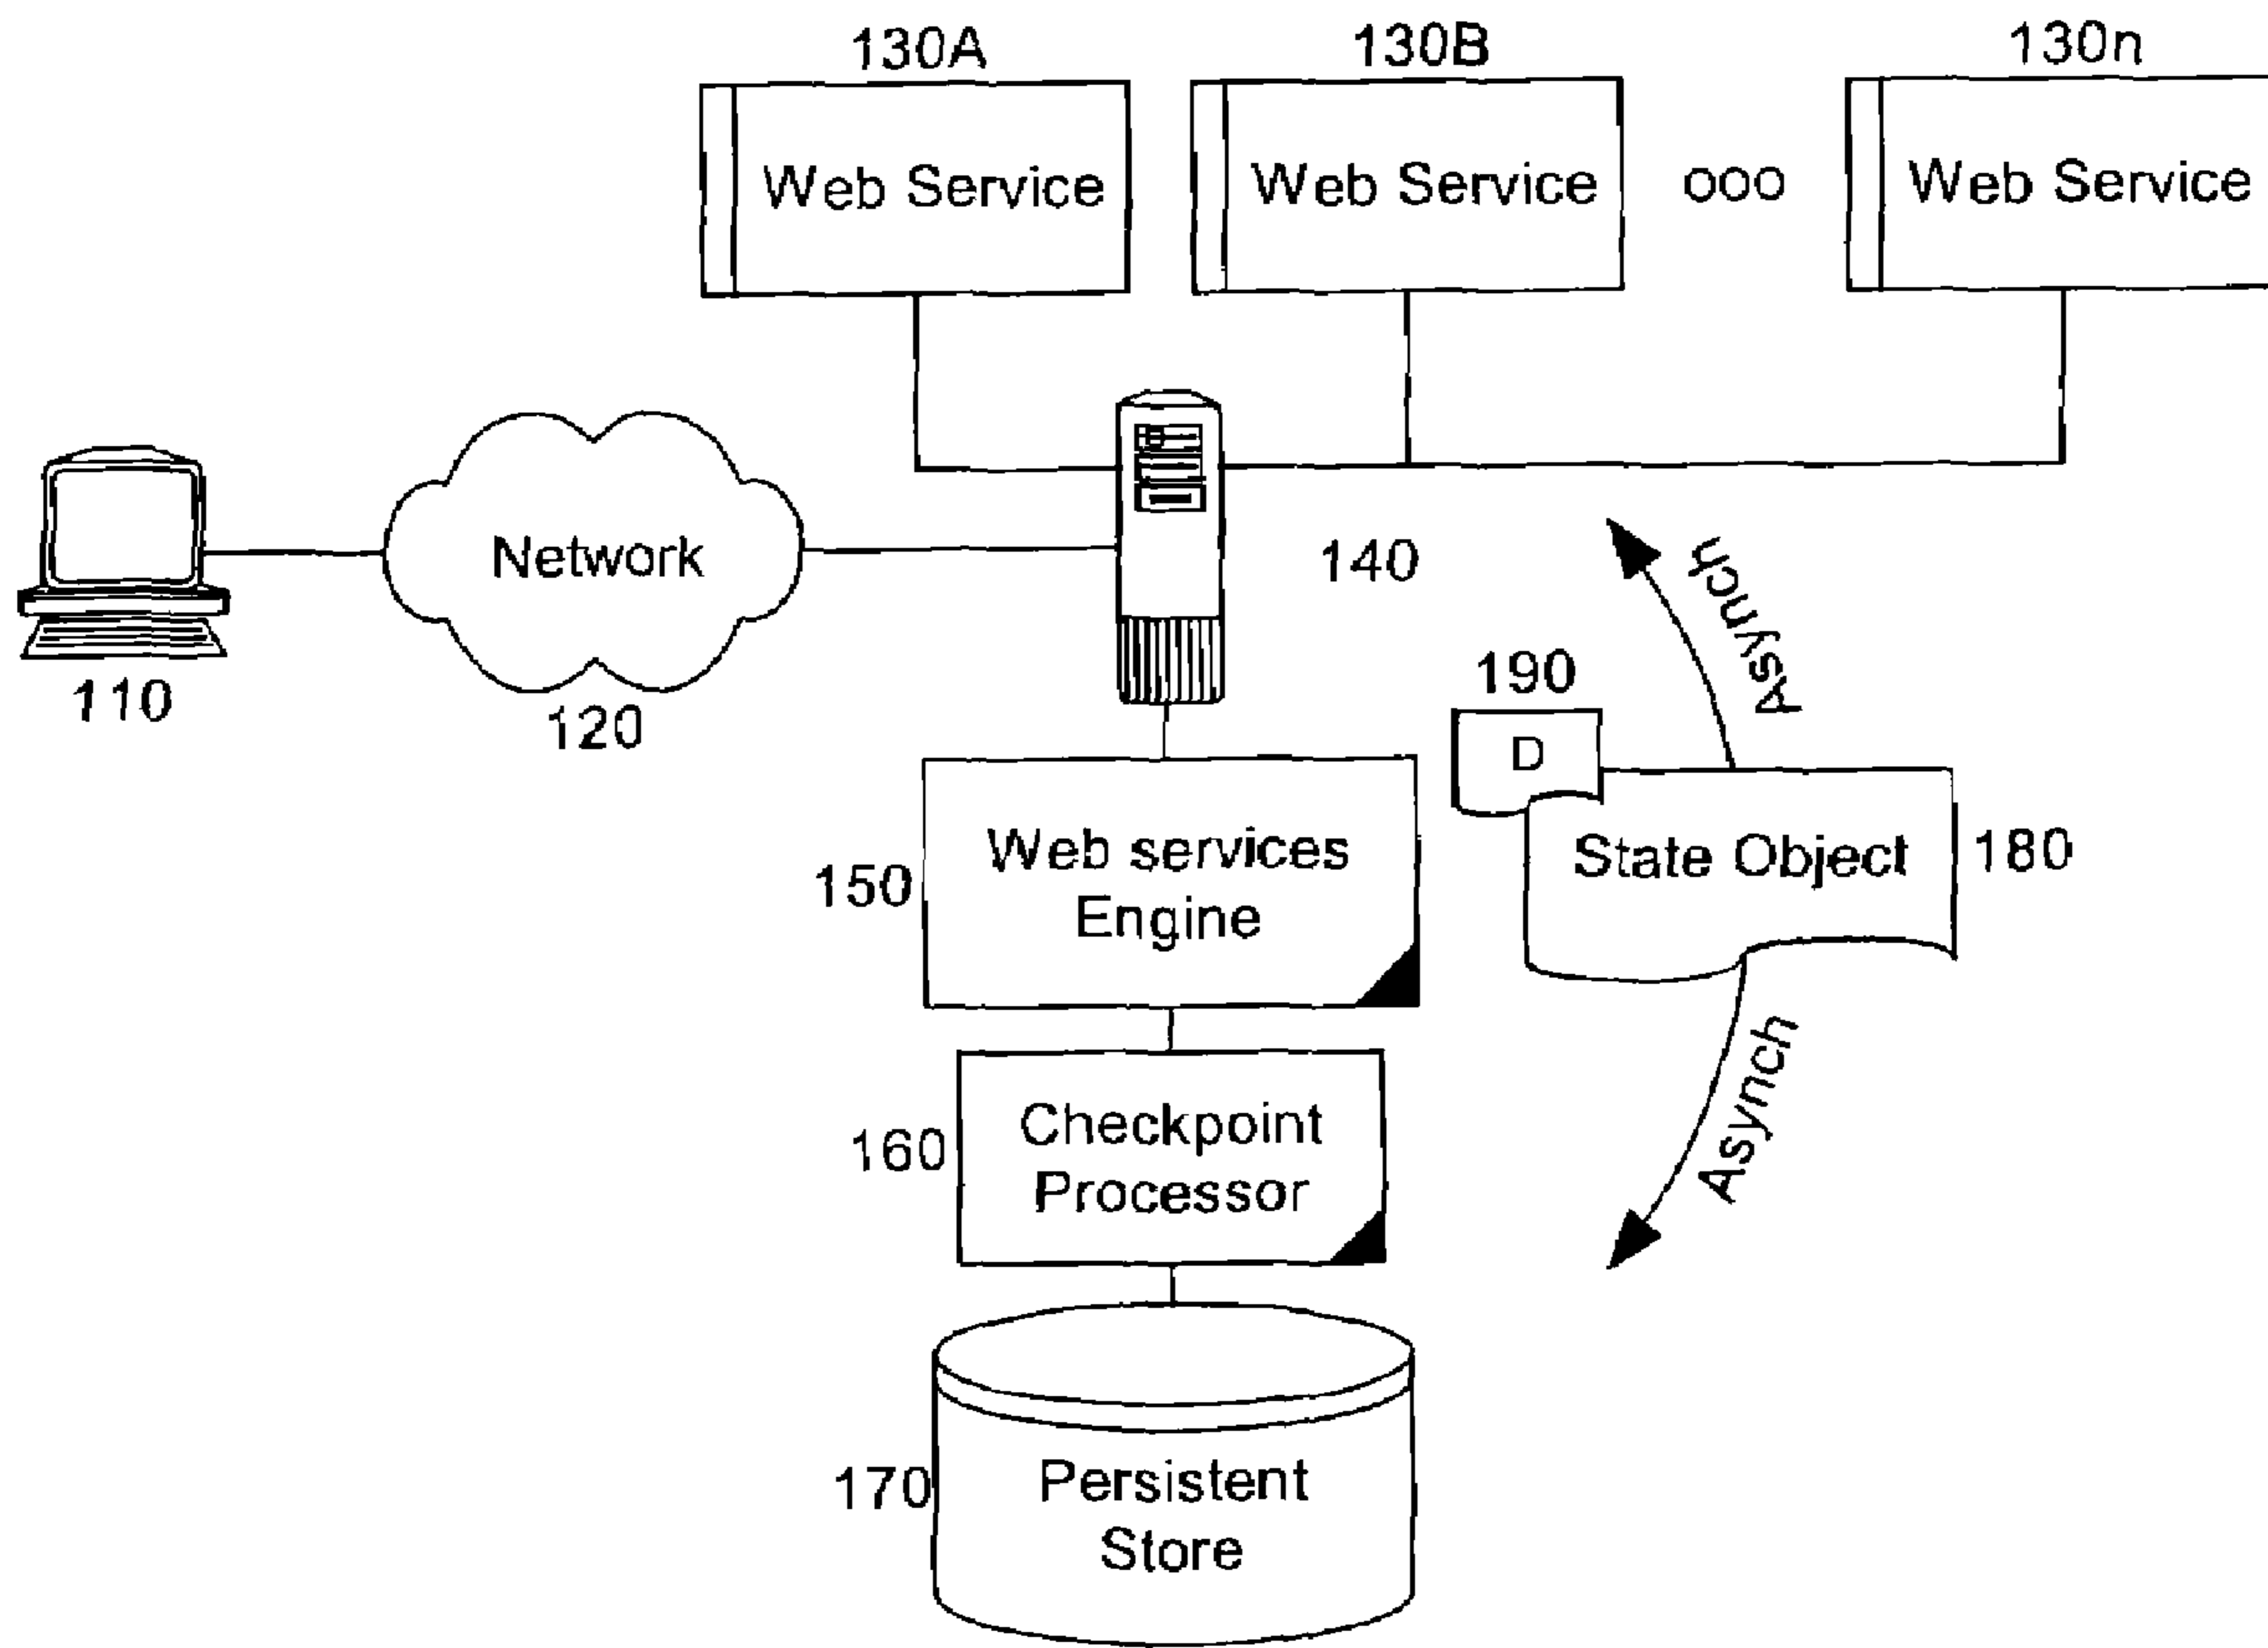 130A
130B
130n
Web Service
Web Service
ooo
Web Service
Network
140
Asynch
110
120
190
D
150
Web services
Engine
State Object
180
160
Checkpoint
Processor
Asynch
170
Persistent
Store